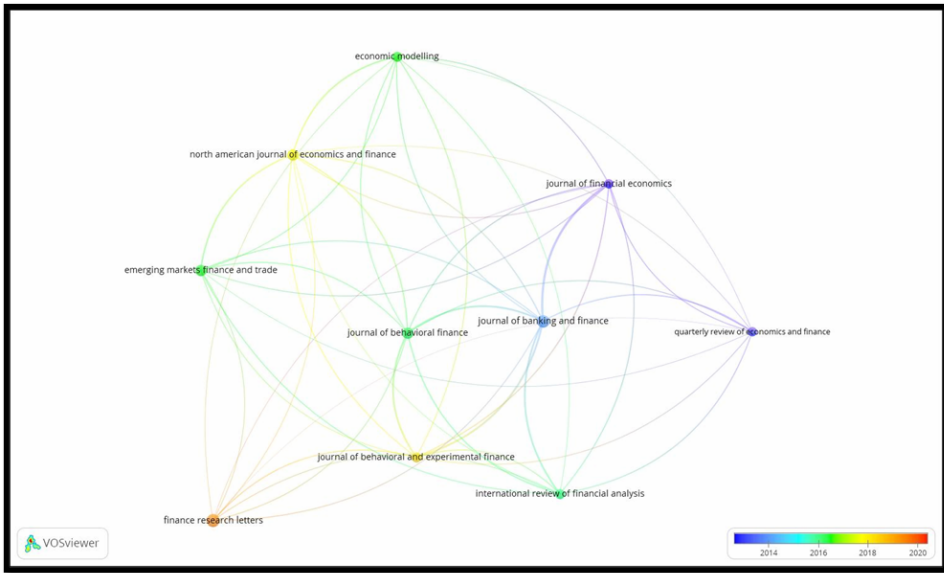 economic modelling
north american journal of economics and finance
journal of financial economics
emerging markets finance and trade
journal of banking and finance
journal of behavioral finance
quarterly review of economics and finance
journal of behavioral and experimental finance
international review of financial analysis
finance research letters
VOSviewer
2014 2016 2018 2020